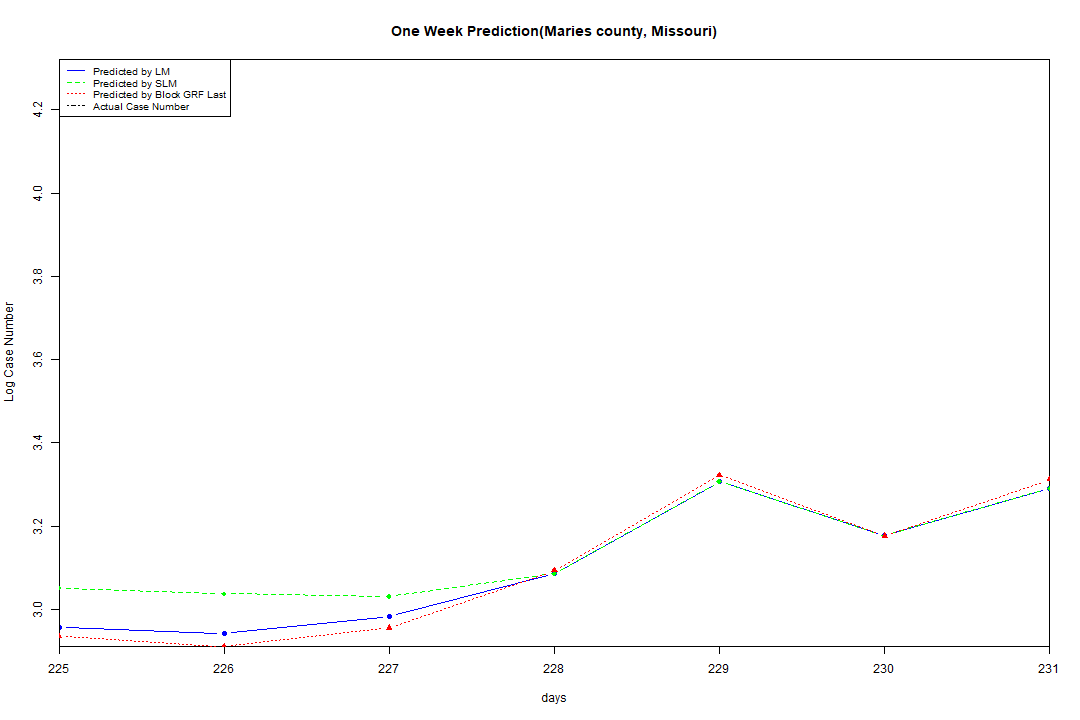 One Week Prediction(Maries county, Missouri)
Predicted by LM
Predicted by SLM
Predicted by Block GRF Last
Actual Case Number
Log Case Number
4.2
4.0
3.8
3.6
3.4
3.2
3.0
225 226 227 228 229 230 231
days